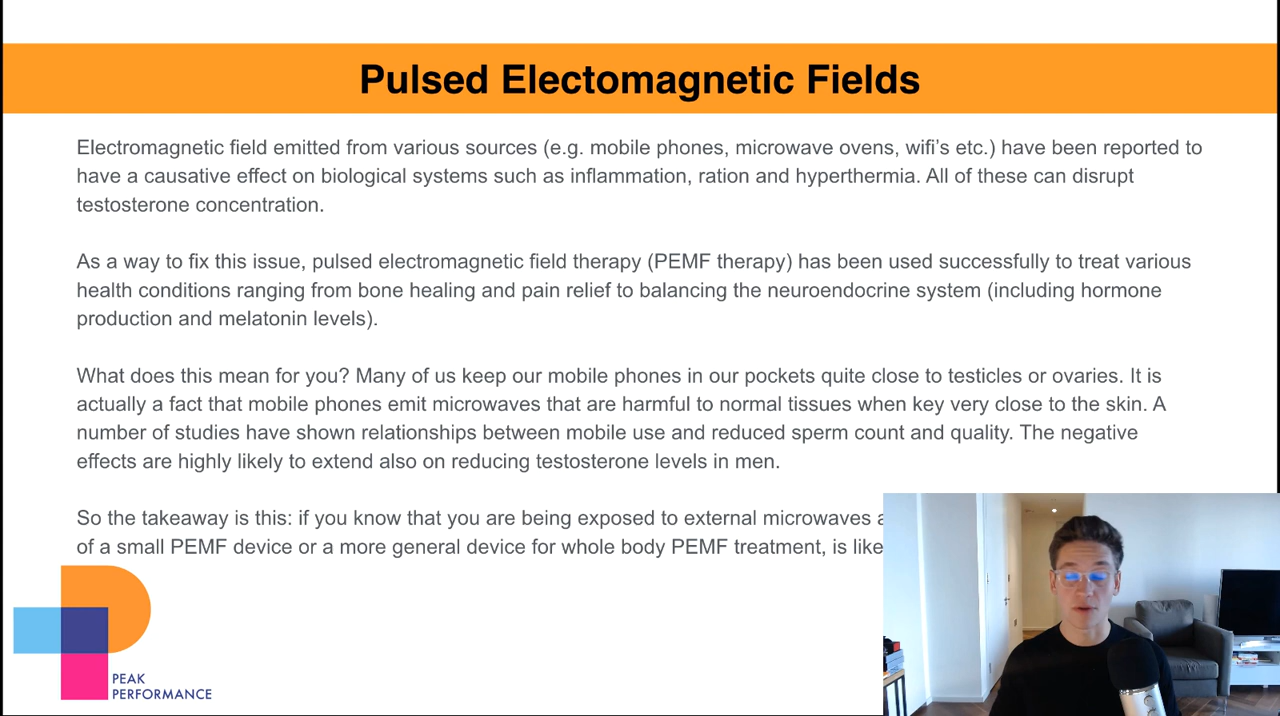 Pulsed Electomagnetic Fields
Electromagnetic field emitted from various sources (e.g. mobile phones, microwave ovens, wifi's etc.) have been reported to
have a causative effect on biological systems such as inflammation, ration and hyperthermia. All of these can disrupt
testosterone concentration.
As a way to fix this issue, pulsed electromagnetic field therapy (PEMF therapy) has been used successfully to treat various
health conditions ranging from bone healing and pain relief to balancing the neuroendocrine system (including hormone
production and melatonin levels).
What does this mean for you? Many of us keep our mobile phones in our pockets quite close to testicles or ovaries. It is
actually a fact that mobile phones emit microwaves that are harmful to normal tissues when key very close to the skin. A
number of studies have shown relationships between mobile use and reduced sperm count and quality. The negative
effects are highly likely to extend also on reducing testosterone levels in men.
So the takeaway is this: if you know that you are being exposed to external microwaves
of a small PEMF device or a more general device for whole body PEMF treatment, is
PEAK
PERFORMANCE